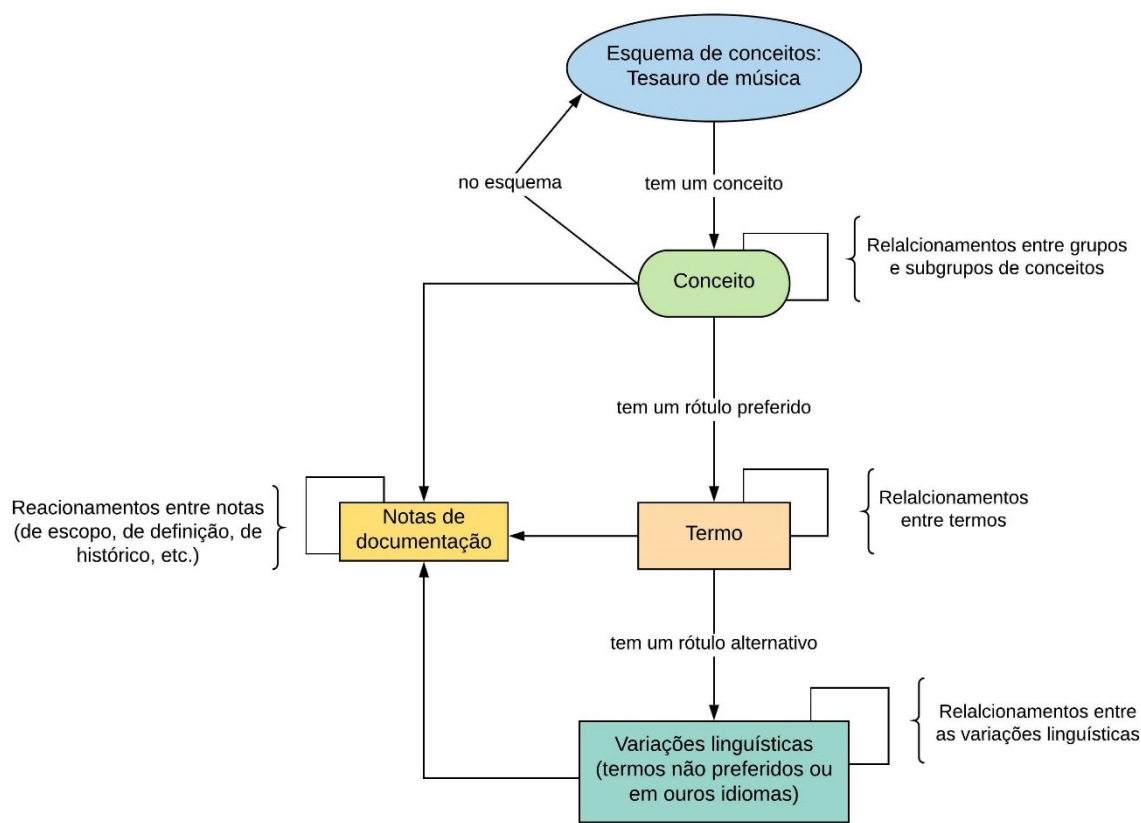 Esquema de conceitos:
Tesauro de música
no esquema
tem um conceito
Relalcionamentos entre grupos
e subgrupos de conceitos
Conceito
tem um rótulo preferido
Reacionamentos entre notas
(de escopo, de definição, de
histórico, etc.)
Notas de
documentação
Termo
Relalcionamentos
entre termos
tem um rótulo alternativo
Variações linguísticas
(termos não preferidos ou
em ouros idiomas)
Relalcionamentos entre
as variações linguísticas